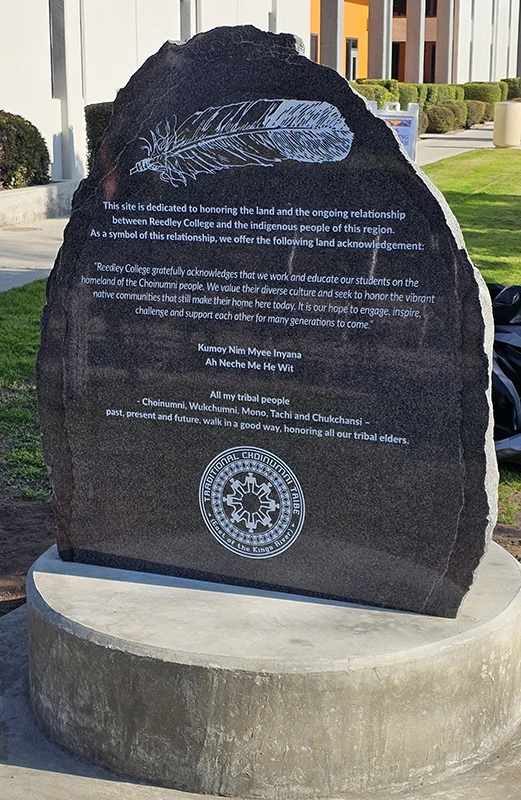 This site is dedicated to honoring the land and the ongoing relationship
between Reedley College and the indigenous people of this region.
As a symbol of this relationship, we offer the following land acknowledgement:
"Reedley College gratefully acknowledges that we work and educate our students on the
homeland of the Choinumni people. We value their diverse culture and seek to honor the vibrant
native communities that still make their home here today. It is our hope to engage, inspire,
challenge and support each other for many generations to come."
Kumoy Nim Myee Inyana
Ah Neche Me He Wit
All my tribal people
- Choinumni, Wukchumni, Mono, Tachi and Chukchansi –
past, present and future, walk in a good way, honoring all our tribal elders.
TRADITIONAL CHOINUMMI TRIBE
(East of the Kings River)